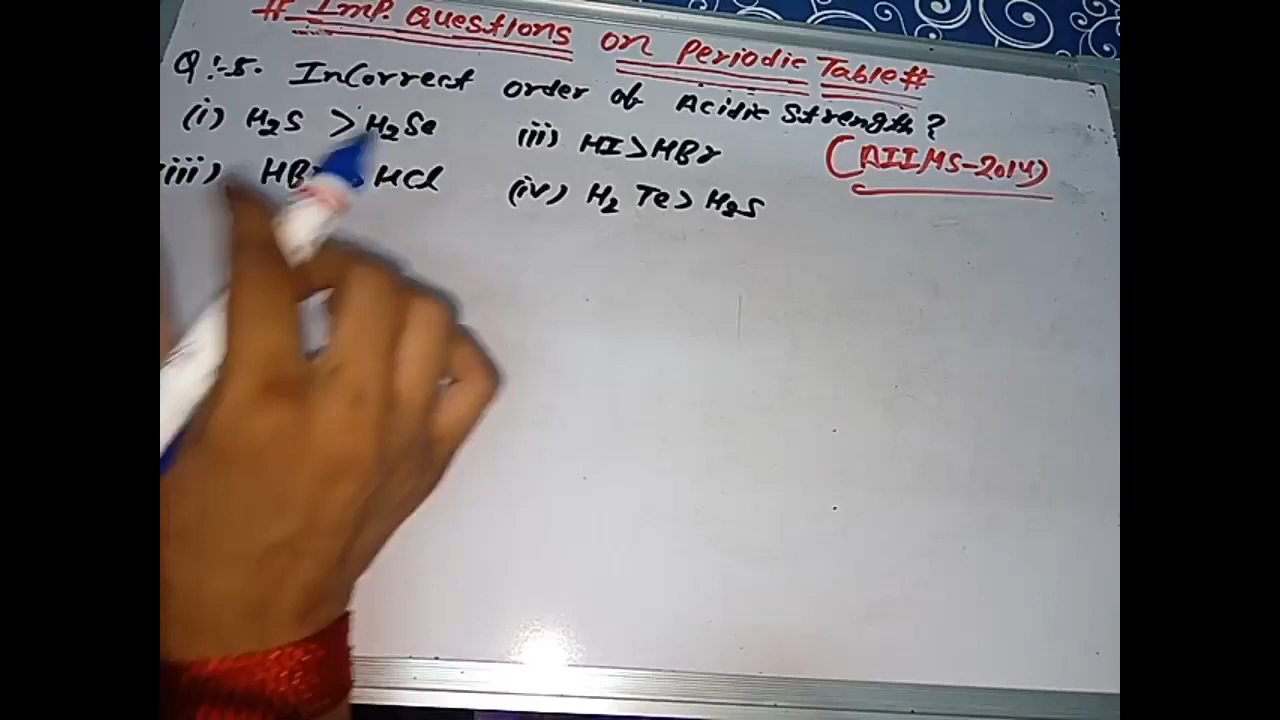 # Imp. Questions on Periodic Table #
Q:-5. Incorrect order of Acidic Strength?
(i) H₂S > H₂Se (ii) HI > HBr (AIIMS-2014)
(iii) HBr HCl (iv) H₂Te > H₂S